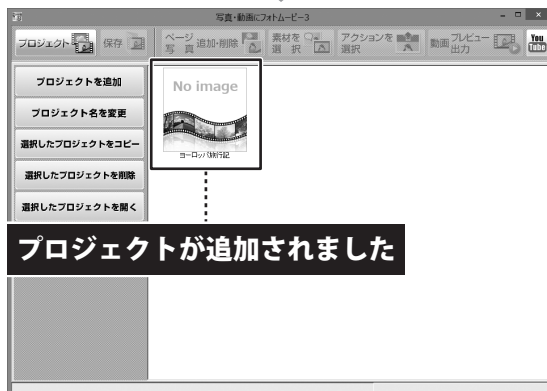 写真・動画にフォトムービー3
プロジェクト
保存
ページ
写 真
追加・削除
素材を
選 択
アクションを
選択
動画
プレビュー
出力
You
Tube
プロジェクトを追加
プロジェクト名を変更
選択したプロジェクトをコピー
選択したプロジェクトを削除
選択したプロジェクトを開く
No image
ヨーロッパ旅行記
プロジェクトが追加されました